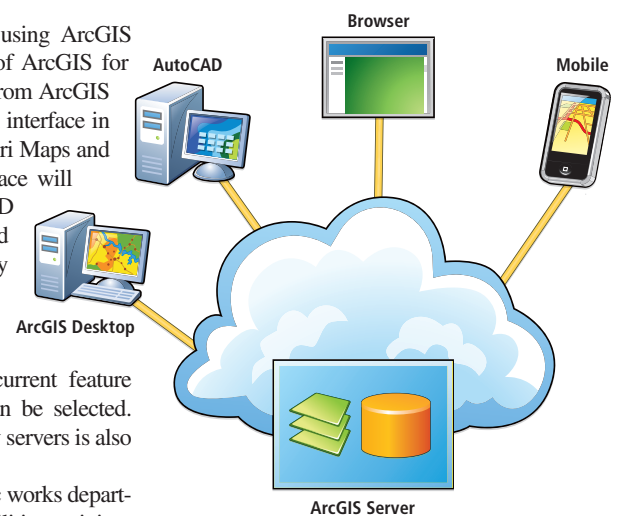 using ArcGIS
of ArcGIS for
from ArcGIS
interface in
ri Maps and
ace will
D
d
y
current feature
n be selected.
servers is also
works depart-
Browser
AutoCAD
Mobile
ArcGIS Desktop
ArcGIS Server